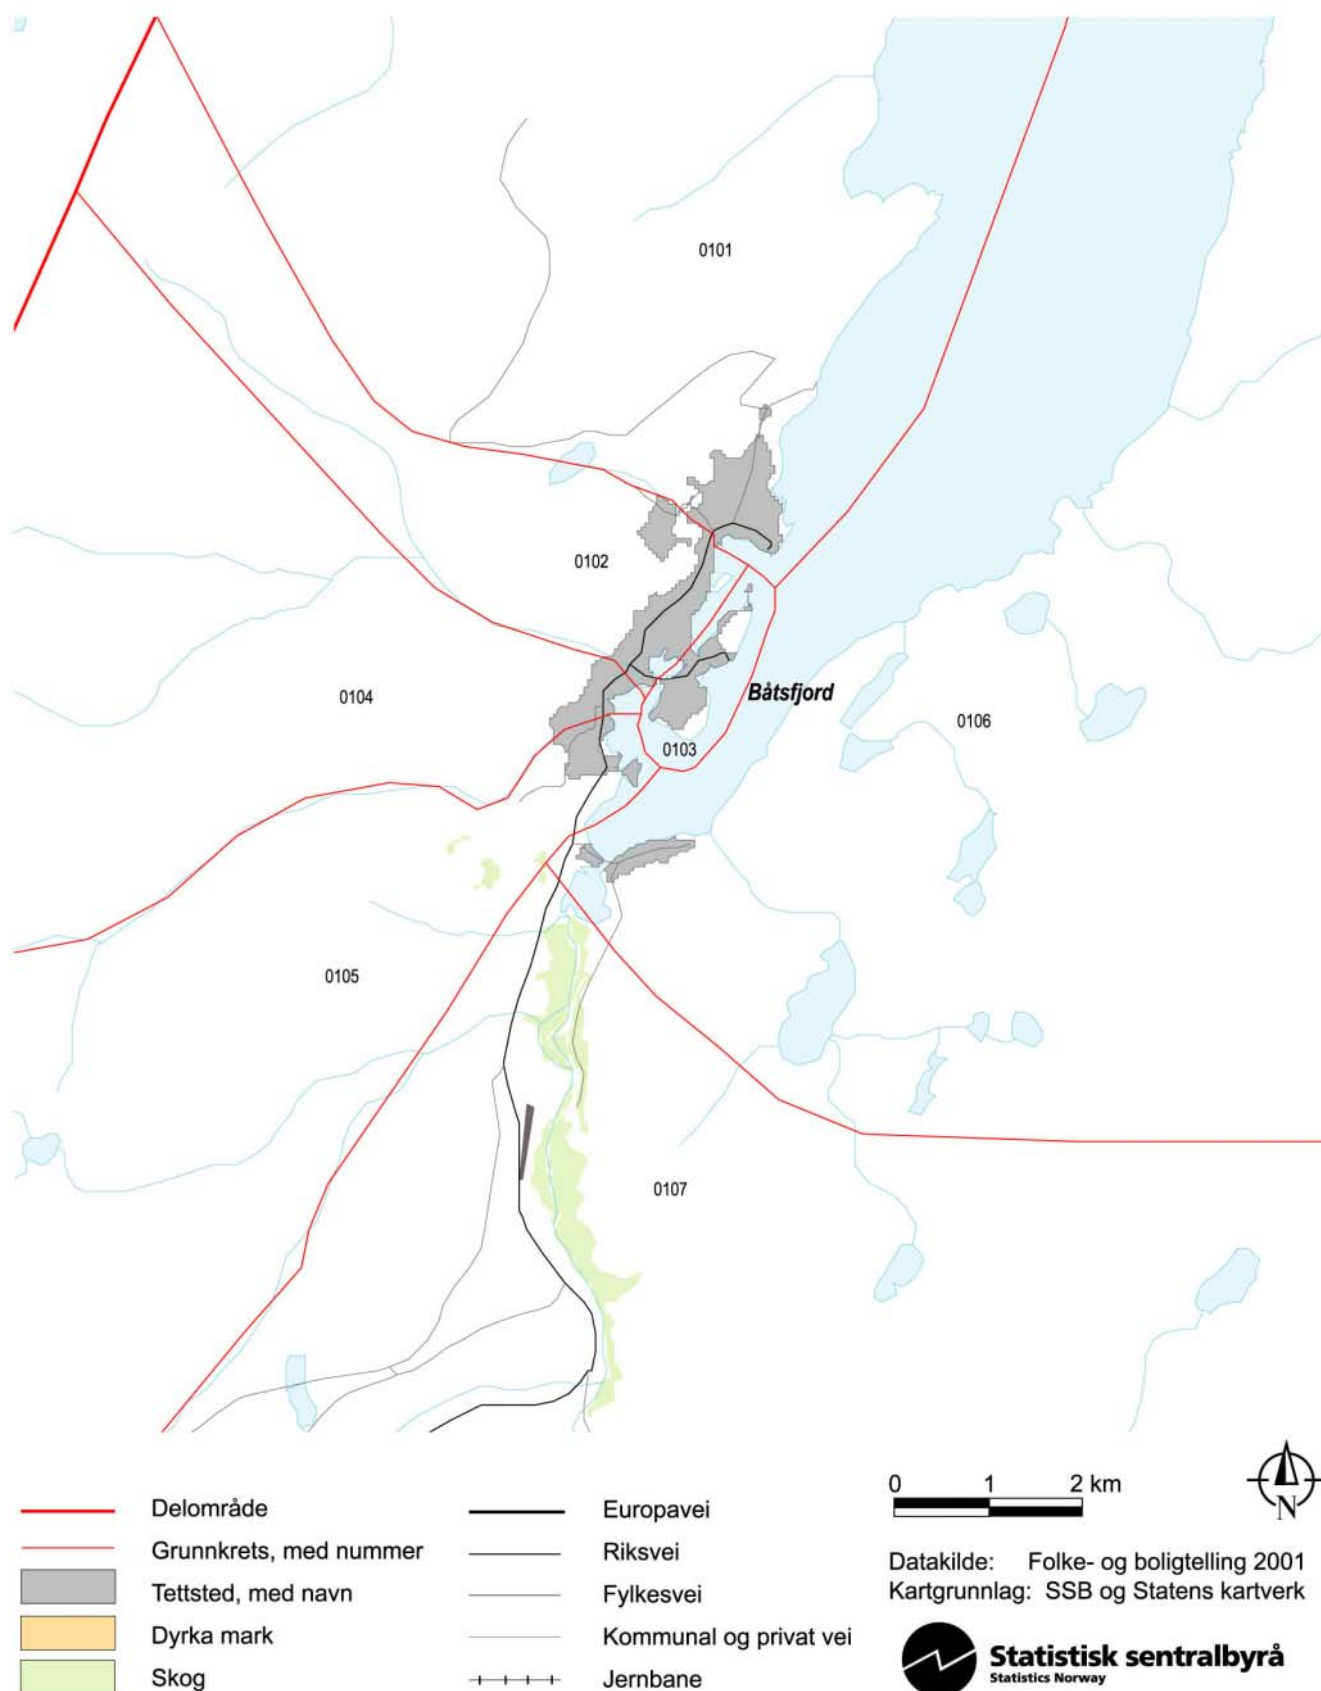 0101
0102
0104
Båtsfjord
0106
0103
0105
0107
Delområde
Grunnkrets, med nummer
Tettsted, med navn
Dyrka mark
Skog
Europavei
Riksvei
Fylkesvei
Kommunal og privat vei
Jernbane
0 1 2 km
N
Datakilde: Folke- og boligtelling 2001
Kartgrunnlag: SSB og Statens kartverk
Statistisk sentralbyrå
Statistics Norway